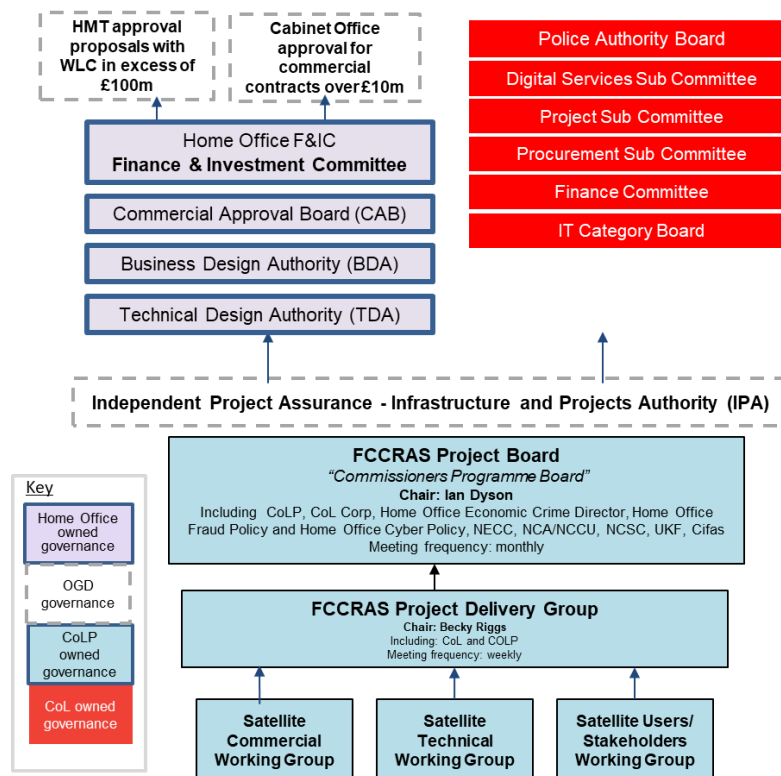 HMT approval
proposals with
WLC in excess of
£100m
Cabinet Office
approval for
commercial
contracts over £10m
Home Office F&IC
Finance & Investment Committee
Commercial Approval Board (CAB)
Business Design Authority (BDA)
Technical Design Authority (TDA)
Police Authority Board
Digital Services Sub Committee
Project Sub Committee
Procurement Sub Committee
Finance Committee
IT Category Board
Independent Project Assurance - Infrastructure and Projects Authority (IPA)
FCCRAS Project Board
“Commissioners Programme Board”
Chair: Ian Dyson
Including CoLP, CoL Corp, Home Office Economic Crime Director, Home Office
Fraud Policy and Home Office Cyber Policy, NECC, NCA/NCCU, NCSC, UKF, Cifas
Meeting frequency: monthly
FCCRAS Project Delivery Group
Chair: Becky Riggs
Including: CoL and COLP
Meeting frequency: weekly
Satellite
Commercial
Working Group
Satellite
Technical
Working Group
Satellite Users/
Stakeholders
Working Group
Key
Home Office
owned
governance
OGD
governance
CoLP
owned
governance
CoL owned
governance